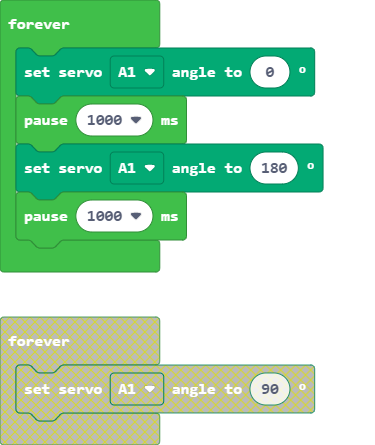 forever
set servo A1 angle to 0 °
pause 1000 ms
set servo A1 angle to 180 °
pause 1000 ms
forever
set servo A1 angle to 90 °